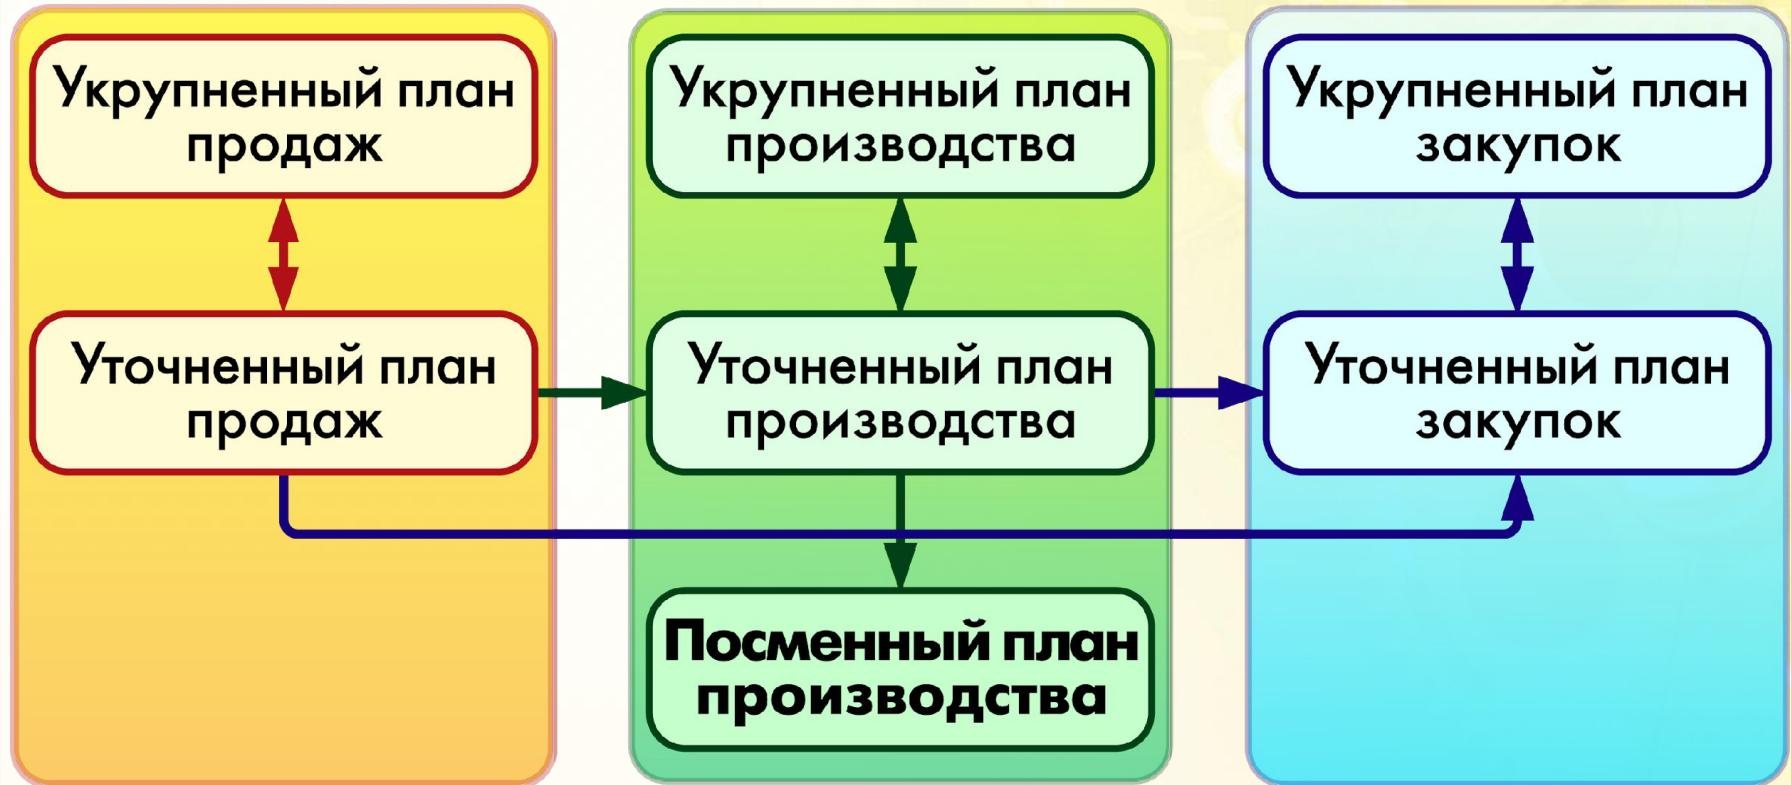 Укрупненный план
продаж
Укрупненный план
производства
Укрупненный план
закупок
Уточненный план
продаж
Уточненный план
производства
Уточненный план
закупок
Посменный план
производства